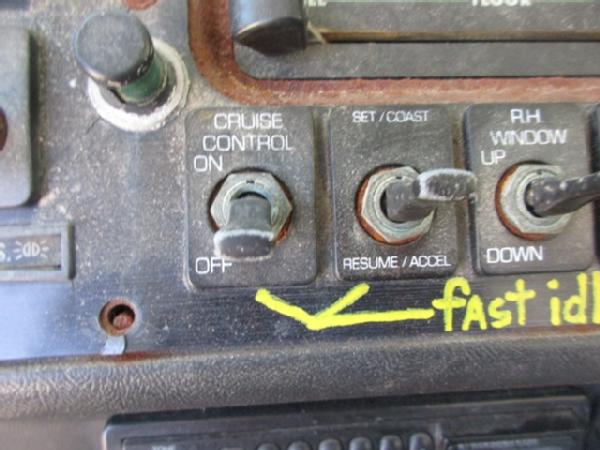 CRUISE
CONTROL
ON
OFF
SET / COAST
RESUME / ACCEL
R.H
WINDOW
UP
DOWN
fAst idl